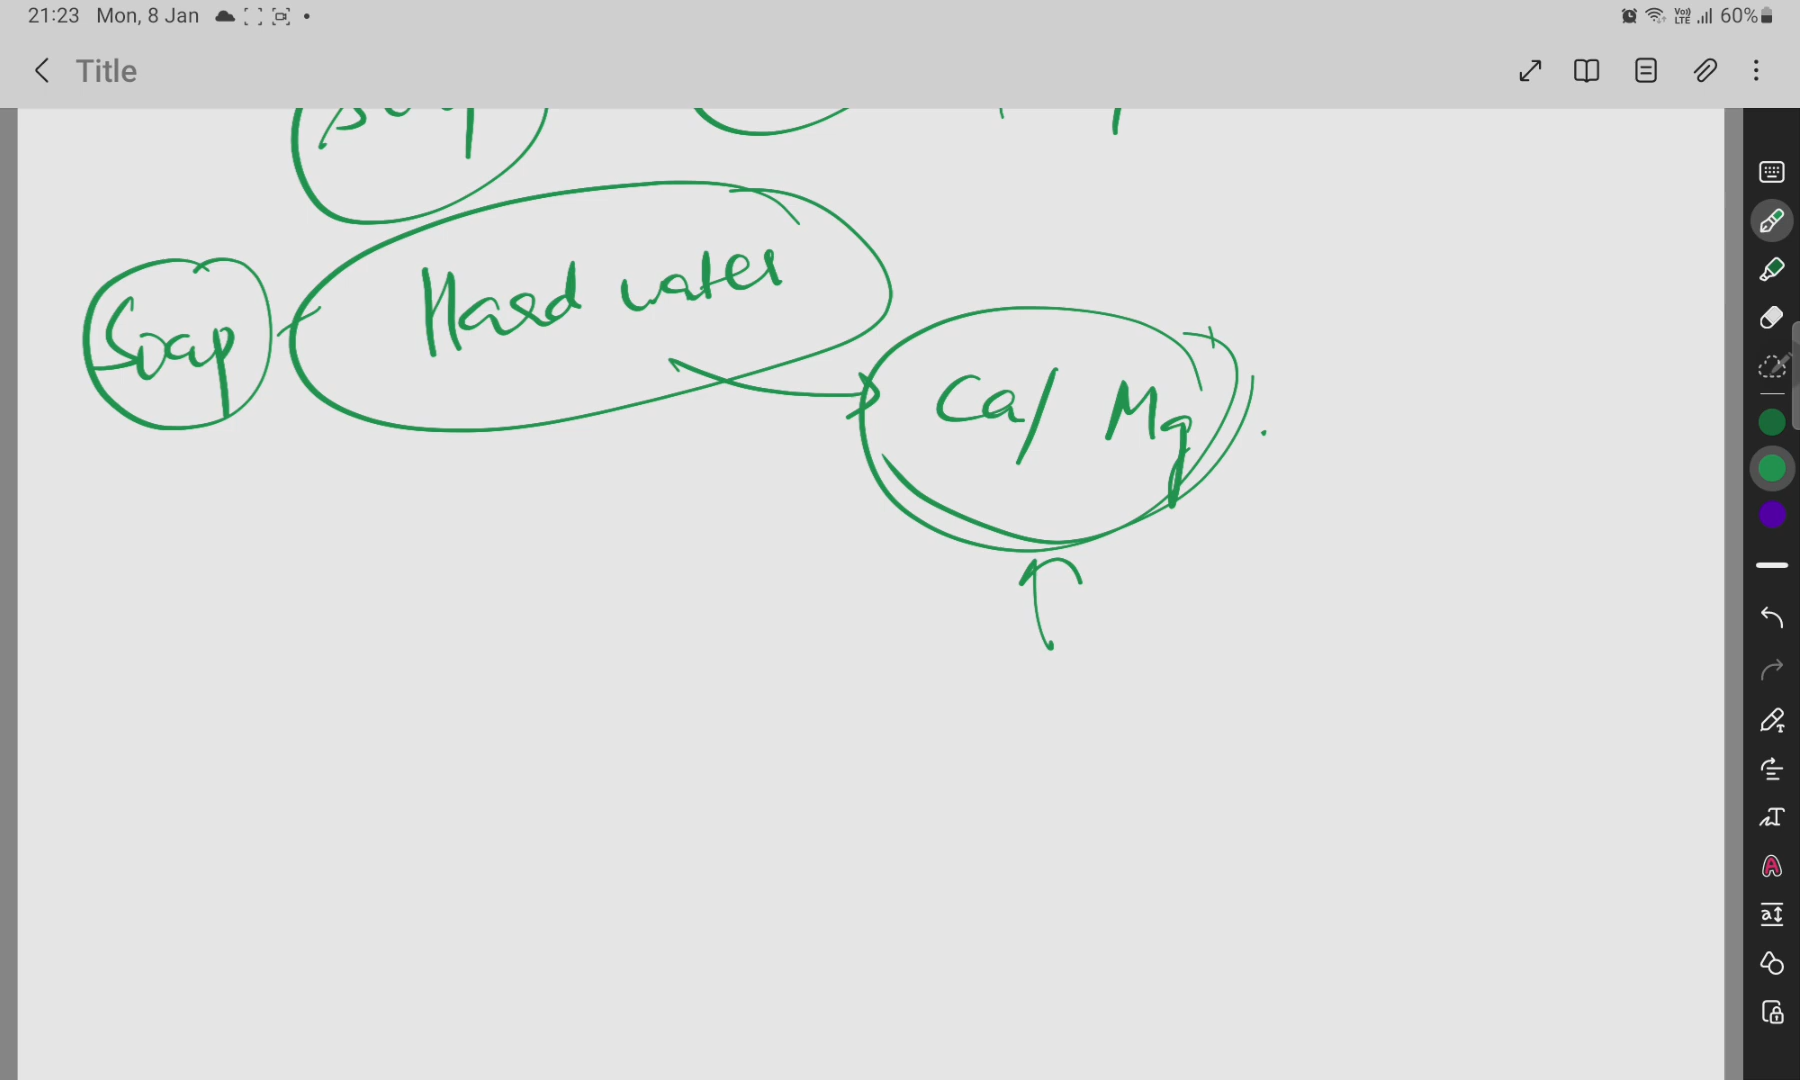 21:23 Mon, 8 Jan
60%
Title
Soap
Hard water
Ca/ Mg